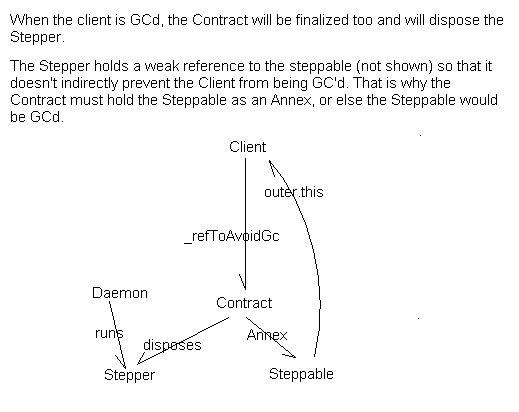 When the client is GCd, the Contract will be finalized too and will dispose the
Stepper.
The Stepper holds a weak reference to the steppable (not shown) so that it
doesn't indirectly prevent the Client from being GC'd. That is why the
Contract must hold the Steppable as an Annex, or else the Steppable would
be GCd.
Client
outer.this
_refToAvoidGc
Daemon
Contract
runs
disposes
Annex
Stepper
Steppable